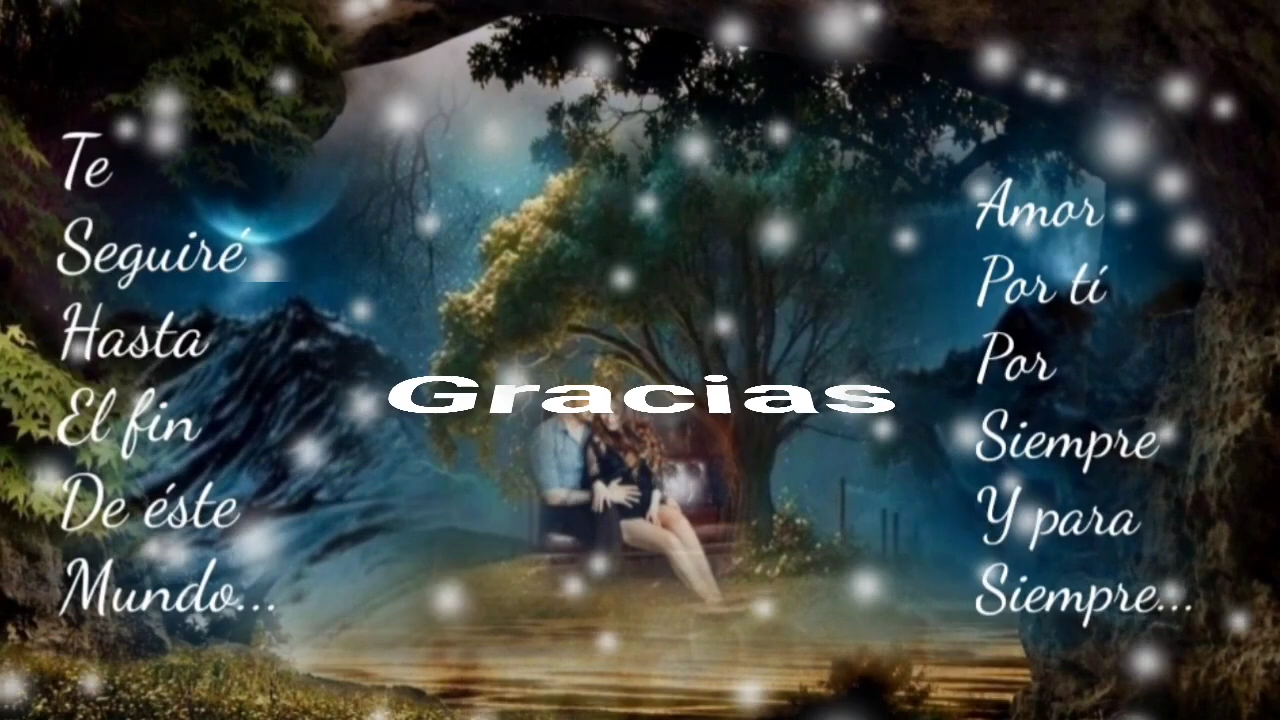 Te
Seguiré
Hasta
El fin
De éste
Mundo...
Gracias
Amor
Por tí
Por
Siempre
Y para
Siempre...